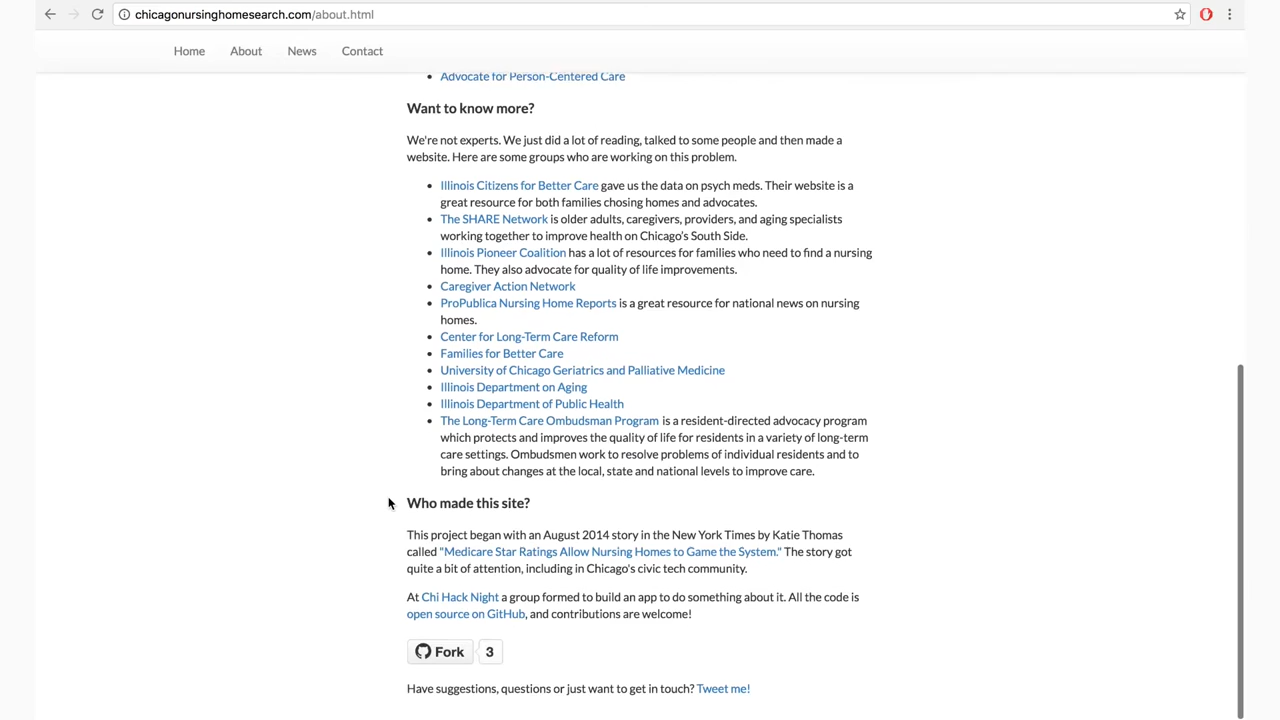 chicagonursinghomesearch.com/about.html
Home About News Contact
Advocate for Person-Centered Care
Want to know more?
We're not experts. We just did a lot of reading, talked to some people and then made a
website. Here are some groups who are working on this problem.
Illinois Citizens for Better Care gave us the data on psych meds. Their website is a
great resource for both families chosing homes and advocates.
The SHARE Network is older adults, caregivers, providers, and aging specialists
working together to improve health on Chicago's South Side.
Illinois Pioneer Coalition has a lot of resources for families who need to find a nursing
home. They also advocate for quality of life improvements.
Caregiver Action Network
ProPublica Nursing Home Reports is a great resource for national news on nursing
homes.
Center for Long-Term Care Reform
Families for Better Care
University of Chicago Geriatrics and Palliative Medicine
Illinois Department on Aging
Illinois Department of Public Health
The Long-Term Care Ombudsman Program is a resident-directed advocacy program
which protects and improves the quality of life for residents in a variety of long-term
care settings. Ombudsmen work to resolve problems of individual residents and to
bring about changes at the local, state and national levels to improve care.
Who made this site?
This project began with an August 2014 story in the New York Times by Katie Thomas
called "Medicare Star Ratings Allow Nursing Homes to Game the System." The story got
quite a bit of attention, including in Chicago's civic tech community.
At Chi Hack Night a group formed to build an app to do something about it. All the code is
open source on GitHub, and contributions are welcome!
Fork 3
Have suggestions, questions or just want to get in touch? Tweet me!